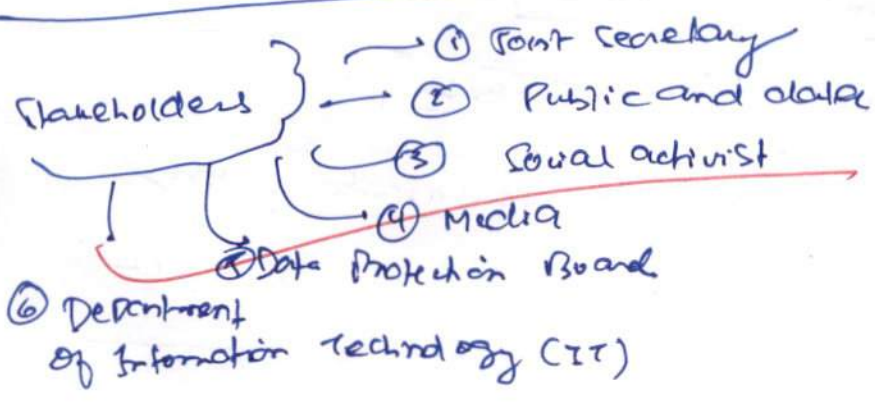 Stakeholders
① Joint Secretary
② Public and data
③ Social activist
④ Media
⑤ Data Protection Board
⑥ Department
of Information Technology (IT)